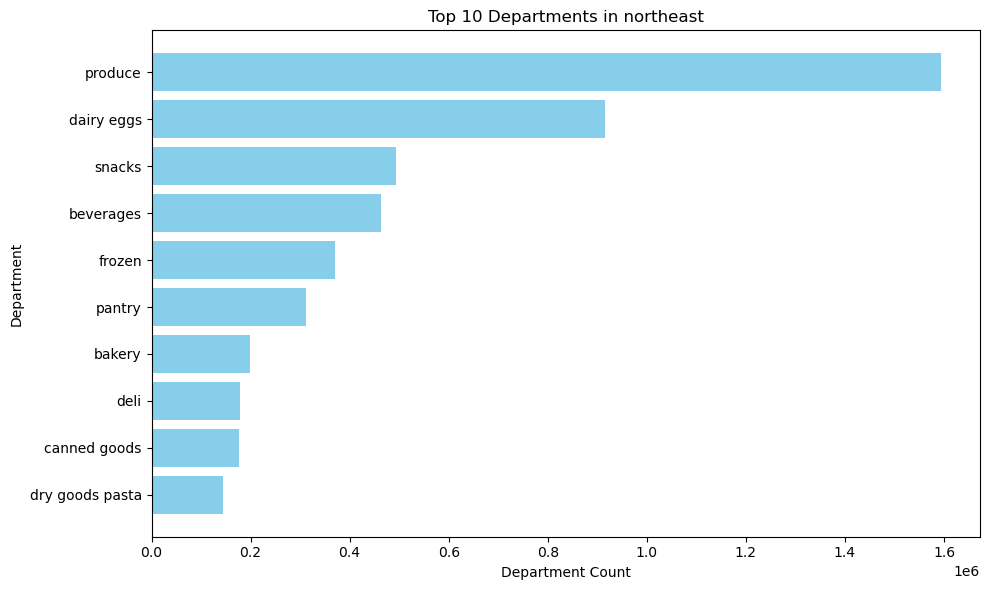 Top 10 Departments in northeast
Department
produce
dairy eggs
snacks
beverages
frozen
pantry
bakery
deli
canned goods
dry goods pasta
0.0 0.2 0.4 0.6 0.8 1.0 1.2 1.4 1.6
1e6
Department Count